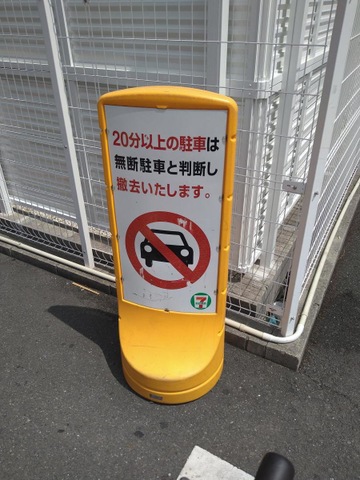 20分以上の駐車は
無断駐車と判断し
撤去いたします。